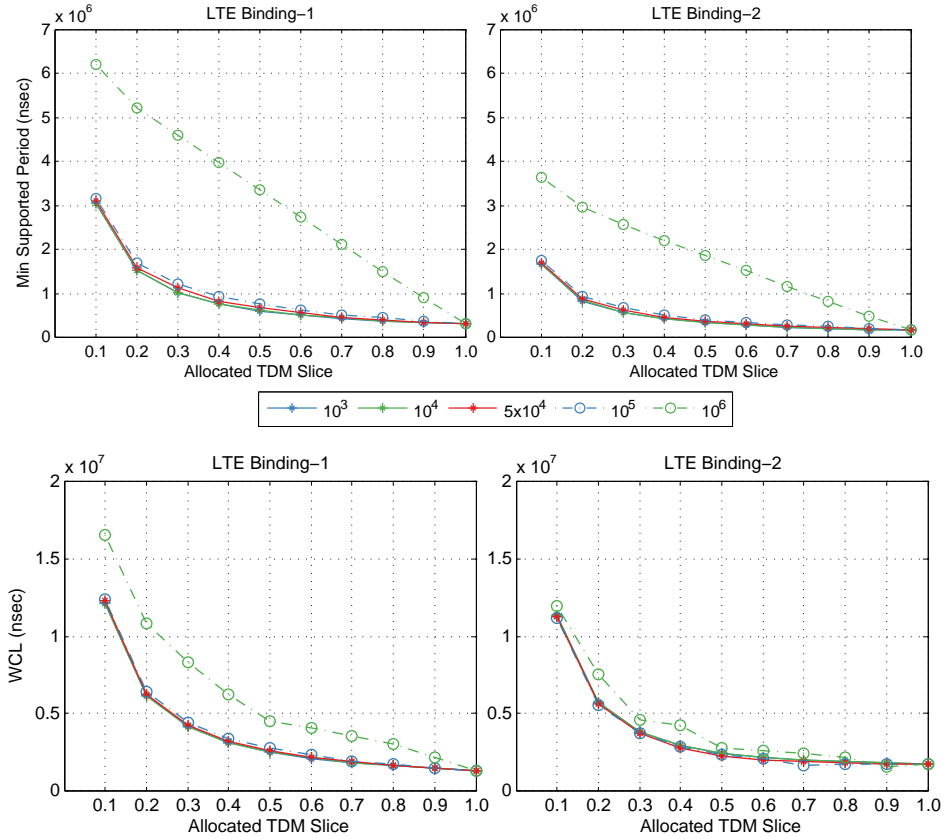 LTE Binding−1
x 10^6
7
6
5
4
3
2
1
0
Min Supported Period (nsec)
0.1 0.2 0.3 0.4 0.5 0.6 0.7 0.8 0.9 1.0
Allocated TDM Slice
LTE Binding−2
x 10^6
7
6
5
4
3
2
1
0
0.1 0.2 0.3 0.4 0.5 0.6 0.7 0.8 0.9 1.0
Allocated TDM Slice
10^3 10^4 5x10^4 10^5 10^6
LTE Binding−1
x 10^7
2
1.5
1
0.5
0
WCL (nsec)
0.1 0.2 0.3 0.4 0.5 0.6 0.7 0.8 0.9 1.0
Allocated TDM Slice
LTE Binding−2
x 10^7
2
1.5
1
0.5
0
0.1 0.2 0.3 0.4 0.5 0.6 0.7 0.8 0.9 1.0
Allocated TDM Slice